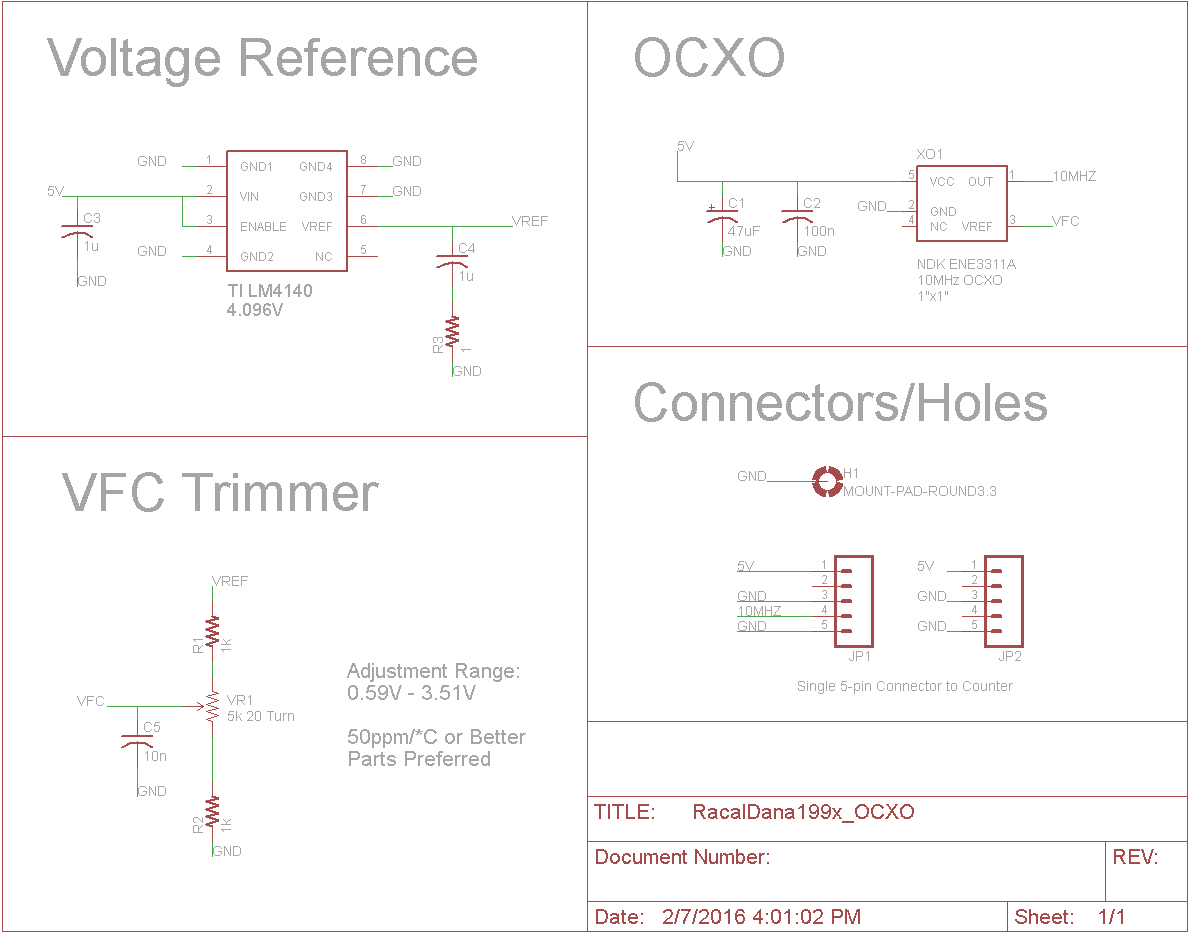 Voltage Reference
GND
1
GND1
GND4
8
GND
5V
2
VIN
GND3
7
GND
C3
1u
GND
3
ENABLE
VREF
6
VREF
GND
4
GND2
NC
5
C4
1u
R3
1
GND
TI LM4140
4.096V
OCXO
5V
+
C1
47uF
GND
C2
100n
GND
XO1
5
VCC
OUT
1
10MHZ
GND
2
GND
4
NC
VREF
3
VFC
NDK ENE3311A
10MHz OCXO
1"x1"
VFC Trimmer
VREF
R1
1k
VFC
VR1
5k 20 Turn
C5
10n
GND
R2
1k
GND
Adjustment Range:
0.59V - 3.51V
50ppm/*C or Better
Parts Preferred
Connectors/Holes
GND
H1
MOUNT-PAD-ROUND3.3
5V
1
2
GND
3
10MHZ
4
GND
5
JP1
5V
1
2
GND
3
4
GND
5
JP2
Single 5-pin Connector to Counter
TITLE: RacalDana199x_OCXO
Document Number:
REV:
Date: 2/7/2016 4:01:02 PM
Sheet: 1/1